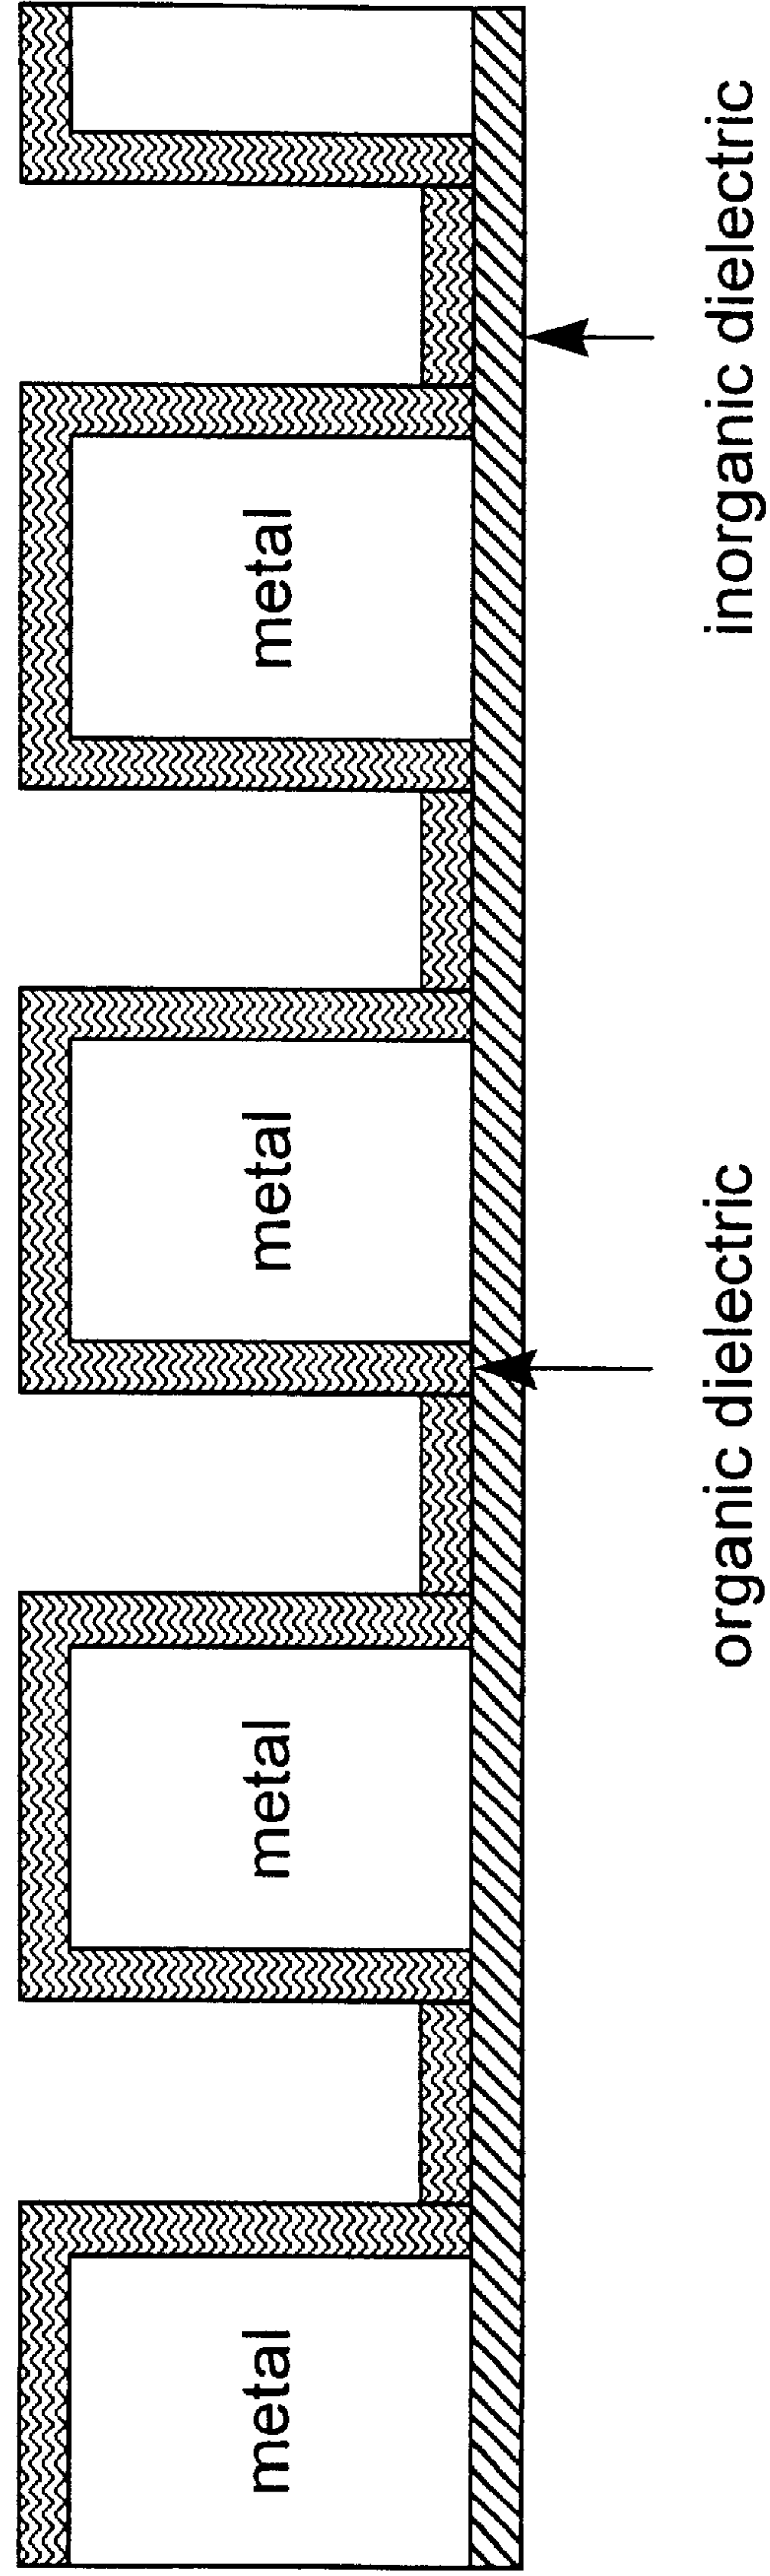 metal
metal
metal
metal
organic dielectric
inorganic dielectric